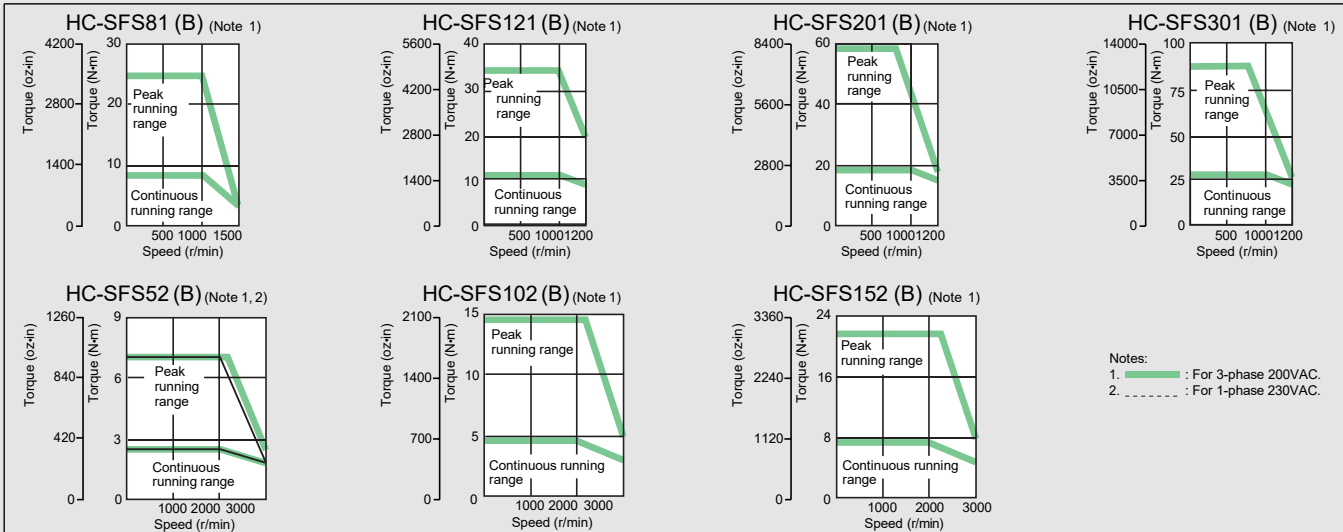 HC-SFS81 (B) (Note 1)
Torque (oz·in)
4200
2800
1400
0
Torque (N·m)
30
20
10
0
Peak
running
range
Continuous
running range
500 1000 1500
Speed (r/min)
HC-SFS121 (B) (Note 1)
Torque (oz·in)
5600
4200
2800
1400
0
Torque (N·m)
40
30
20
10
0
Peak
running
range
Continuous
running range
500 1000 1200
Speed (r/min)
HC-SFS201 (B) (Note 1)
Torque (oz·in)
8400
5600
2800
0
Torque (N·m)
60
40
20
0
Peak
running
range
Continuous
running range
500 1000 1200
Speed (r/min)
HC-SFS301 (B) (Note 1)
Torque (oz·in)
14000
10500
7000
3500
0
Torque (N·m)
100
75
50
25
0
Peak
running
range
Continuous
running range
500 1000 1200
Speed (r/min)
HC-SFS52 (B) (Note 1, 2)
Torque (oz·in)
1260
840
420
0
Torque (N·m)
9
6
3
0
Peak
running
range
Continuous
running range
1000 2000 3000
Speed (r/min)
HC-SFS102 (B) (Note 1)
Torque (oz·in)
2100
1400
700
0
Torque (N·m)
15
10
5
0
Peak
running range
Continuous running
range
1000 2000 3000
Speed (r/min)
HC-SFS152 (B) (Note 1)
Torque (oz·in)
3360
2240
1120
0
Torque (N·m)
24
16
8
0
Peak
running range
Continuous running
range
1000 2000 3000
Speed (r/min)
Notes:
1. : For 3-phase 200VAC.
2. : For 1-phase 230VAC.